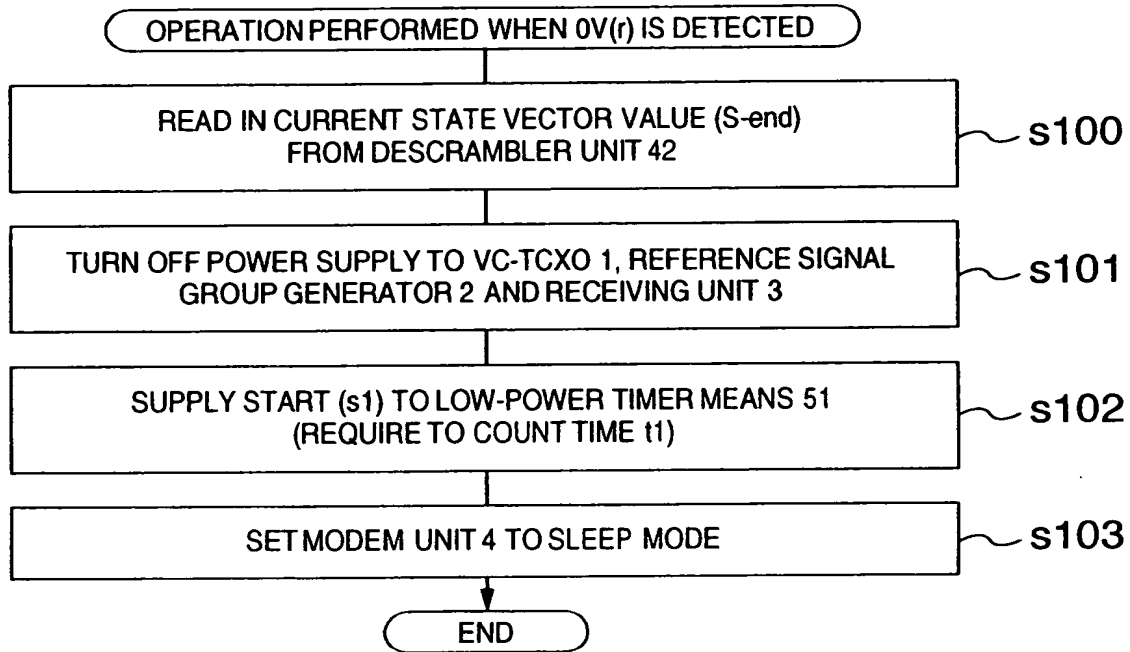 OPERATION PERFORMED WHEN 0V(r) IS DETECTED
READ IN CURRENT STATE VECTOR VALUE (S-end)
FROM DESCRAMBLER UNIT 42
s100
TURN OFF POWER SUPPLY TO VC-TCXO 1, REFERENCE SIGNAL
GROUP GENERATOR 2 AND RECEIVING UNIT 3
s101
SUPPLY START (s1) TO LOW-POWER TIMER MEANS 51
(REQUIRE TO COUNT TIME t1)
s102
SET MODEM UNIT 4 TO SLEEP MODE
s103
END